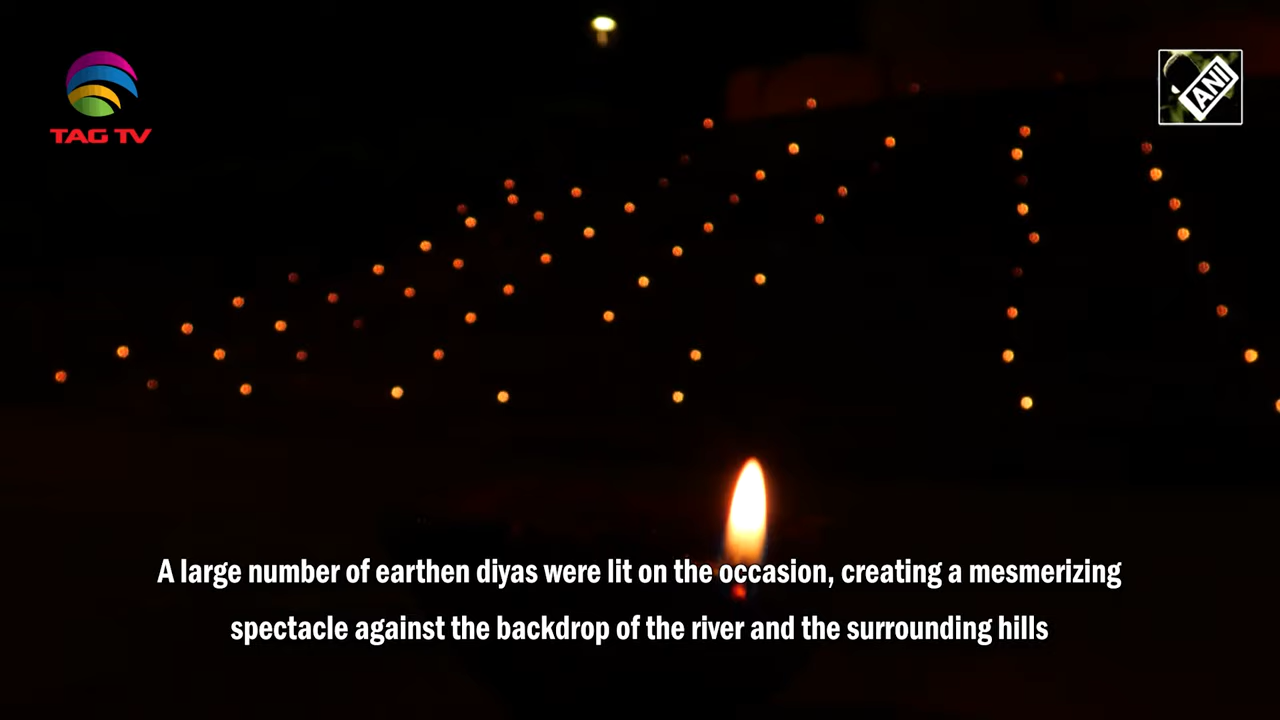 TAG TV
ANI
A large number of earthen diyas were lit on the occasion, creating a mesmerizing
spectacle against the backdrop of the river and the surrounding hills